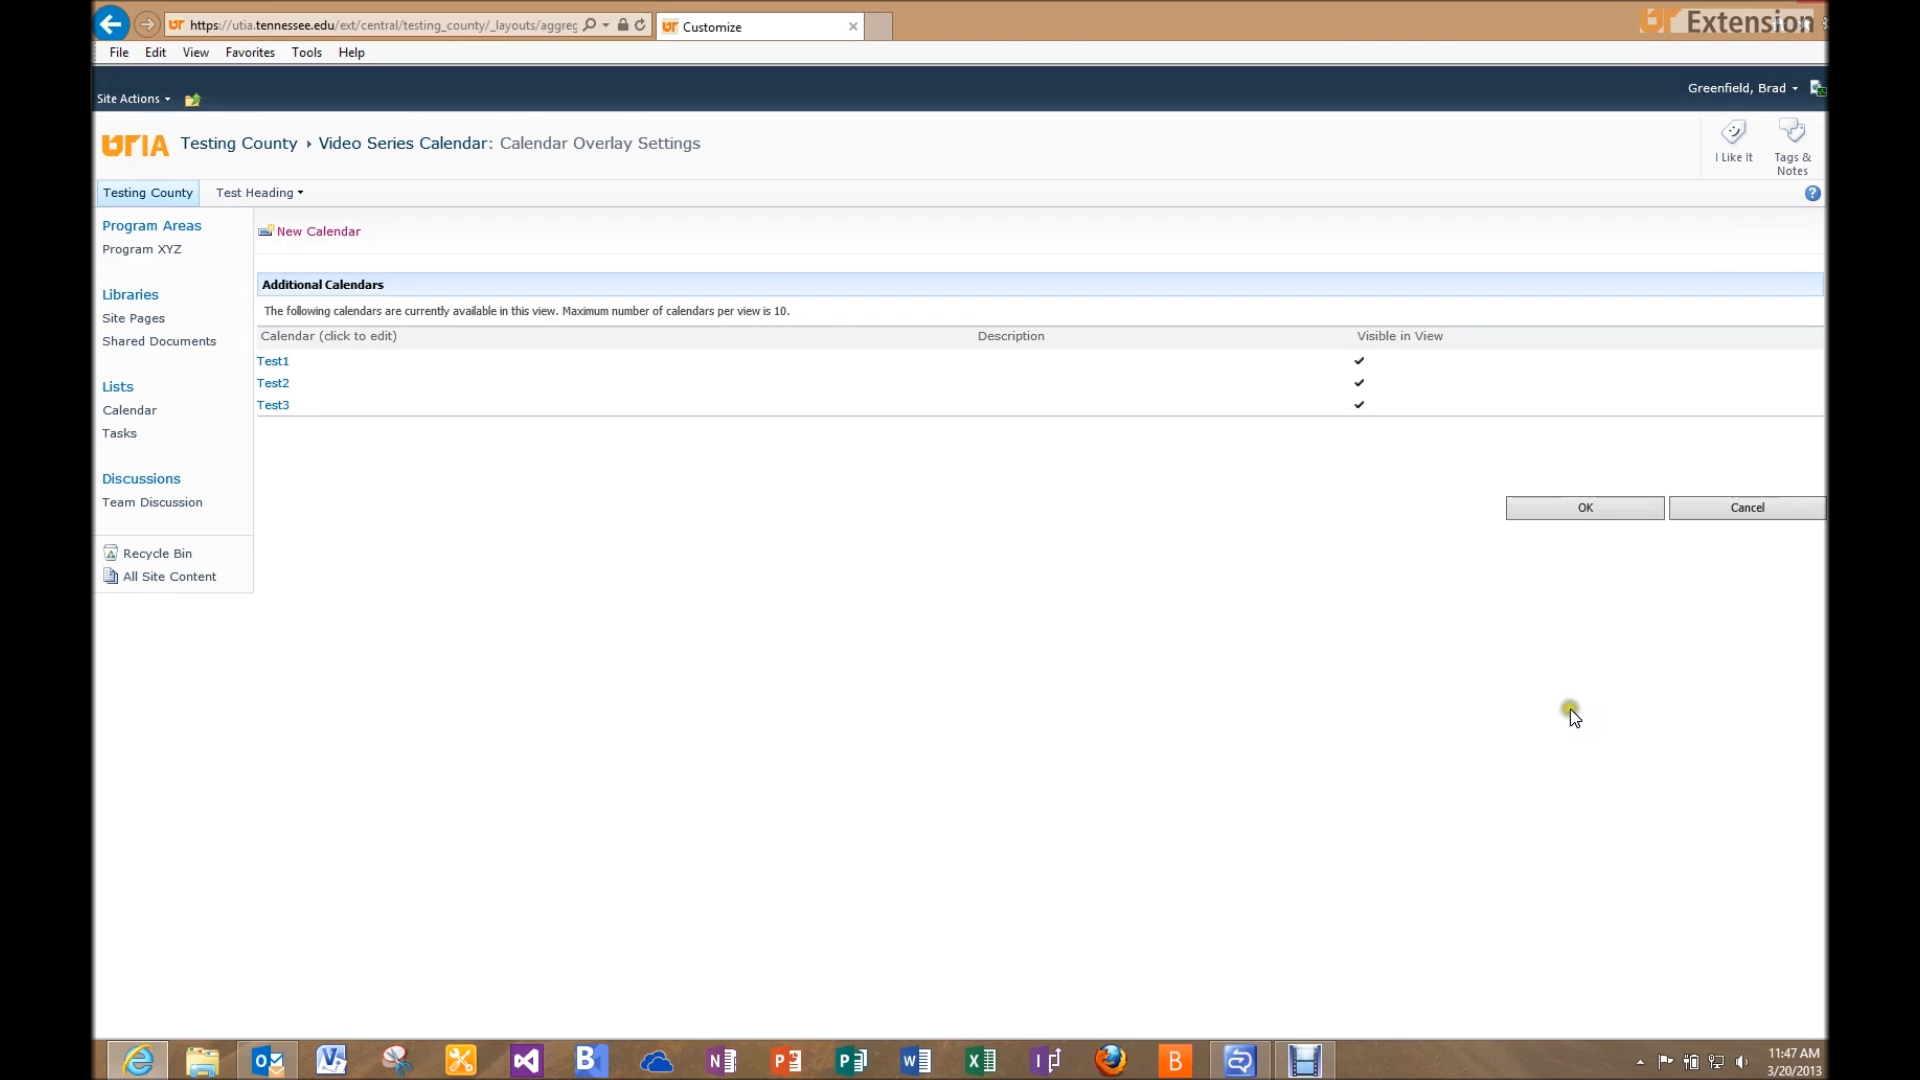 https://utia.tennessee.edu/ext/central/testing_county/_layouts/aggreg
Customize
Extension
File Edit View Favorites Tools Help
Site Actions
Greenfield, Brad
UTIA Testing County Video Series Calendar: Calendar Overlay Settings
I Like It
Tags & Notes
Testing County Test Heading
Program Areas
Program XYZ
Libraries
Site Pages
Shared Documents
Lists
Calendar
Tasks
Discussions
Team Discussion
Recycle Bin
All Site Content
New Calendar
Additional Calendars
The following calendars are currently available in this view. Maximum number of calendars per view is 10.
Calendar (click to edit) Description Visible in View
Test1
Test2
Test3
OK Cancel
11:47 AM
3/20/2013